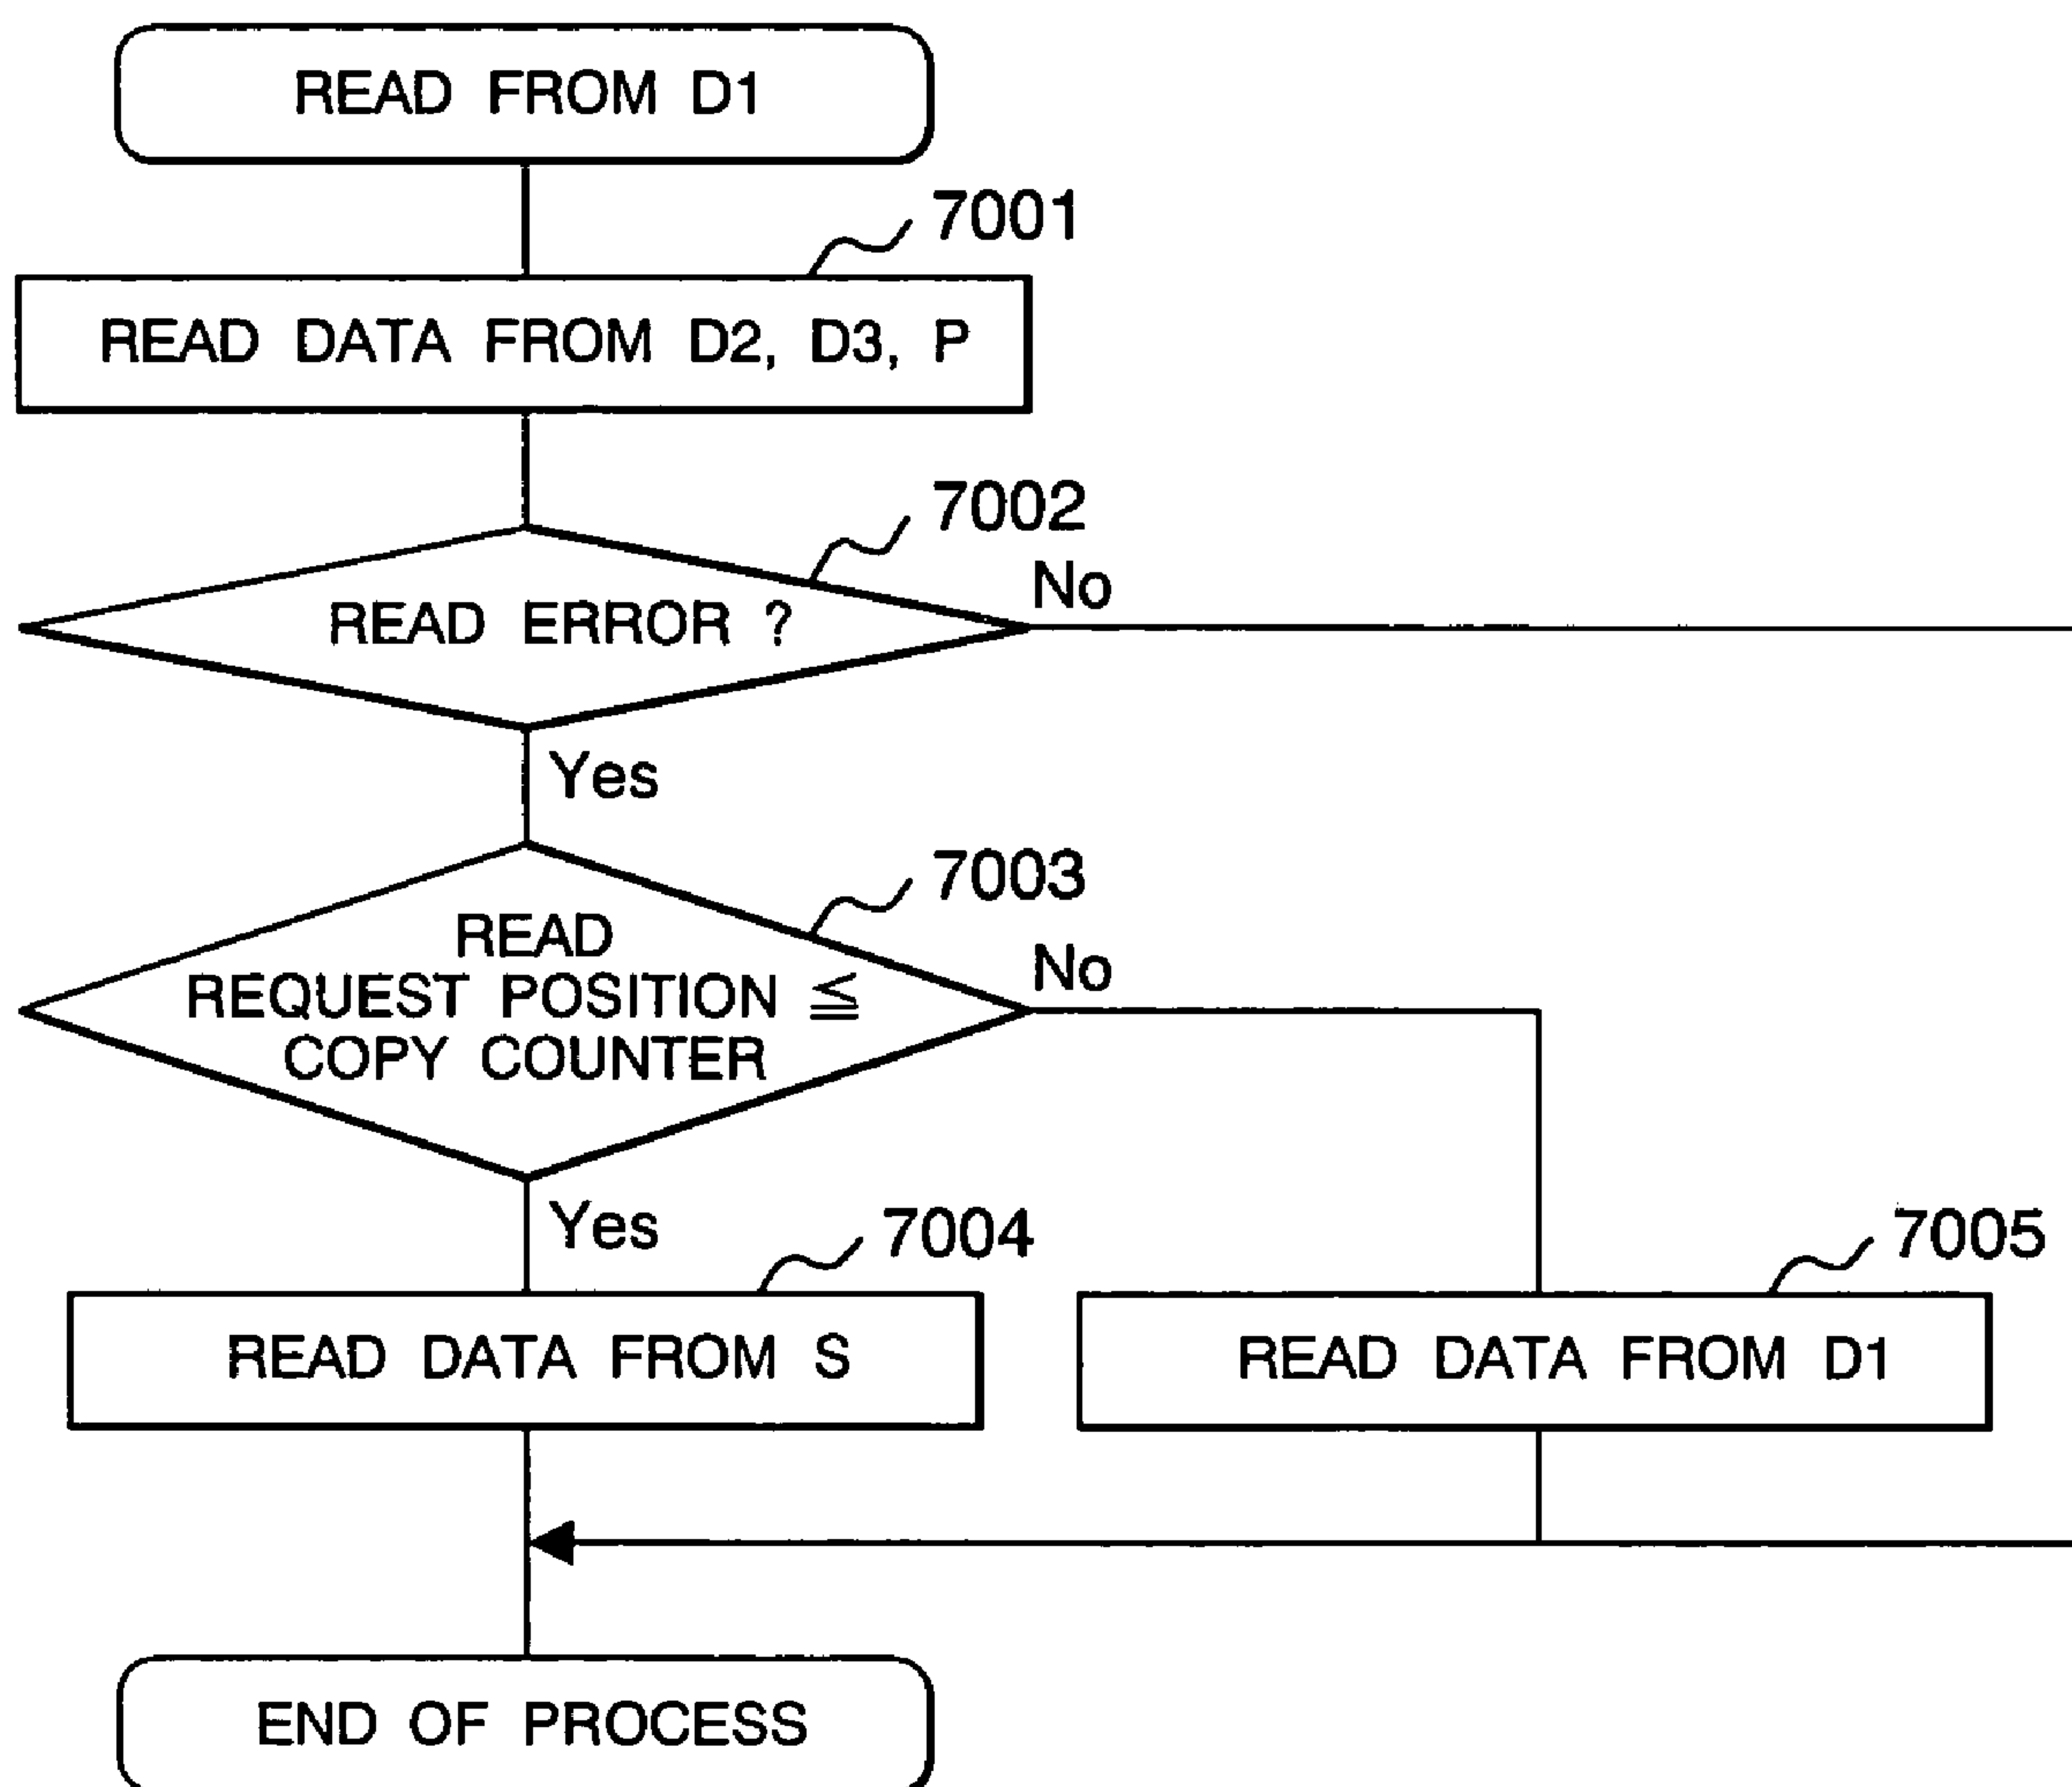 READ FROM D1
7001
READ DATA FROM D2, D3, P
7002
READ ERROR ?
No
Yes
7003
READ
REQUEST POSITION ≦
COPY COUNTER
No
Yes
7004
7005
READ DATA FROM S
READ DATA FROM D1
END OF PROCESS